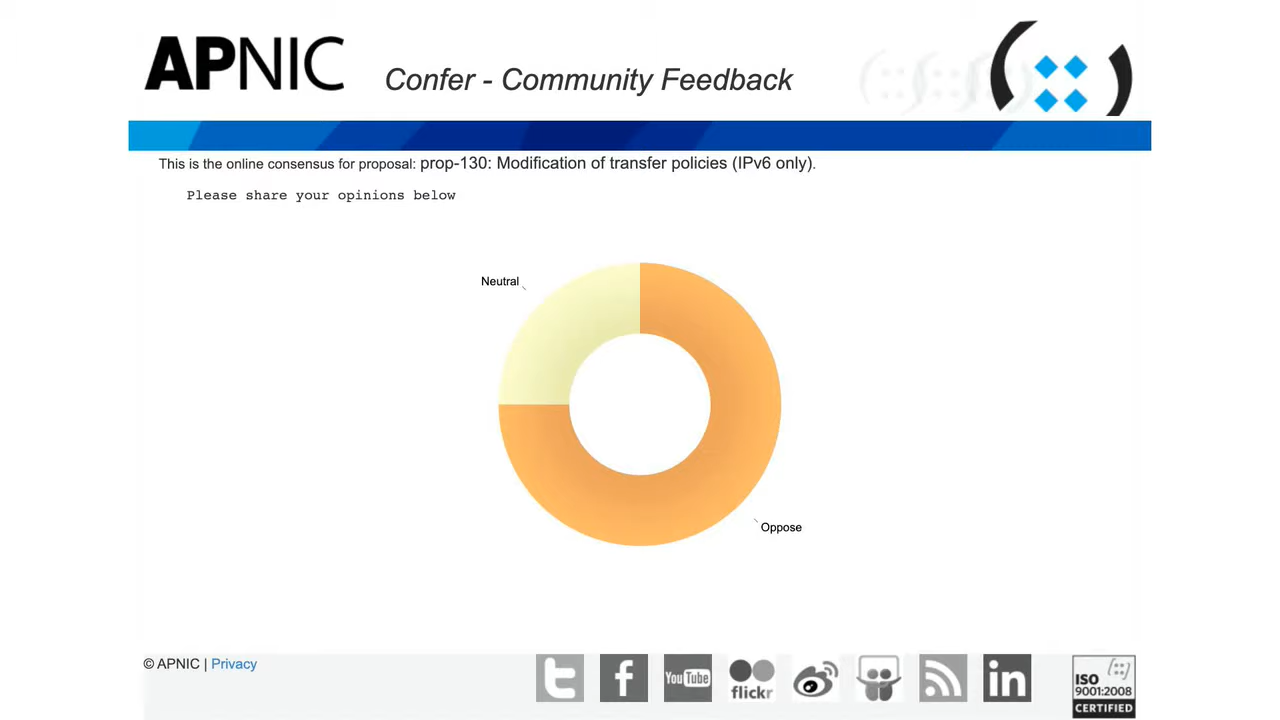 APNIC
Confer - Community Feedback
This is the online consensus for proposal: prop-130: Modification of transfer policies (IPv6 only).
Please share your opinions below
Neutral
Oppose
© APNIC | Privacy
You Tube
flickr
in
ISO
9001:2008
CERTIFIED